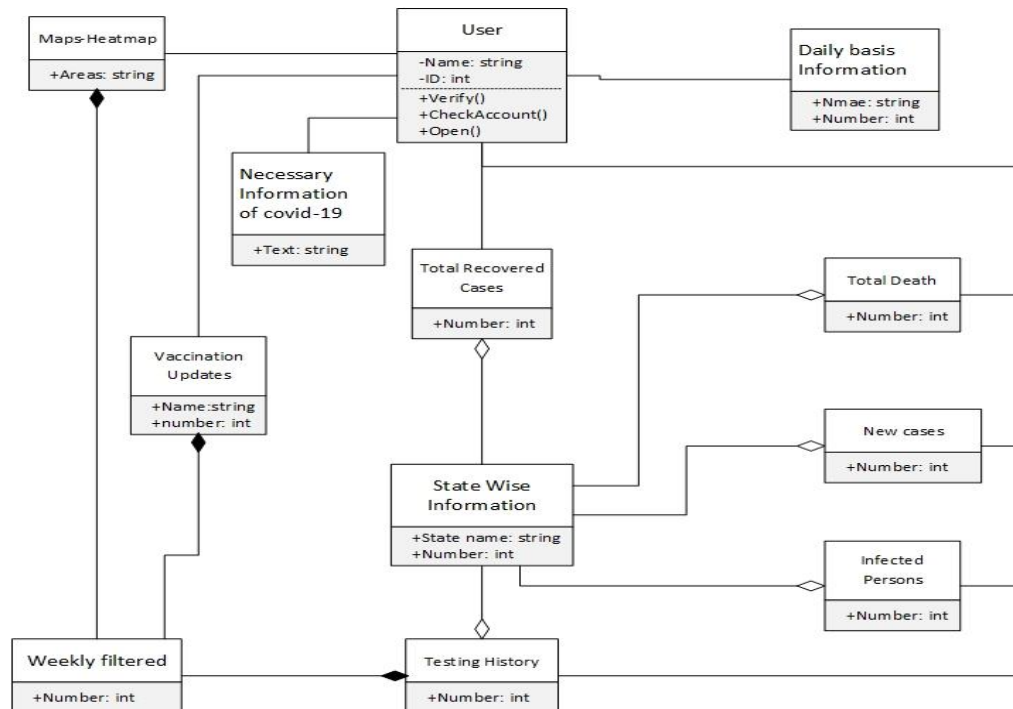 Maps-Heatmap
+Areas: string
User
-Name: string
-ID: int
+Verify()
+CheckAccount()
+Open()
Daily basis
Information
+Nmae: string
+Number: int
Necessary
Information
of covid-19
+Text: string
Total Recovered
Cases
+Number: int
Total Death
+Number: int
Vaccination
Updates
+Name:string
+number: int
New cases
+Number: int
State Wise
Information
+State name: string
+Number: int
Infected
Persons
+Number: int
Weekly filtered
+Number: int
Testing History
+Number: int